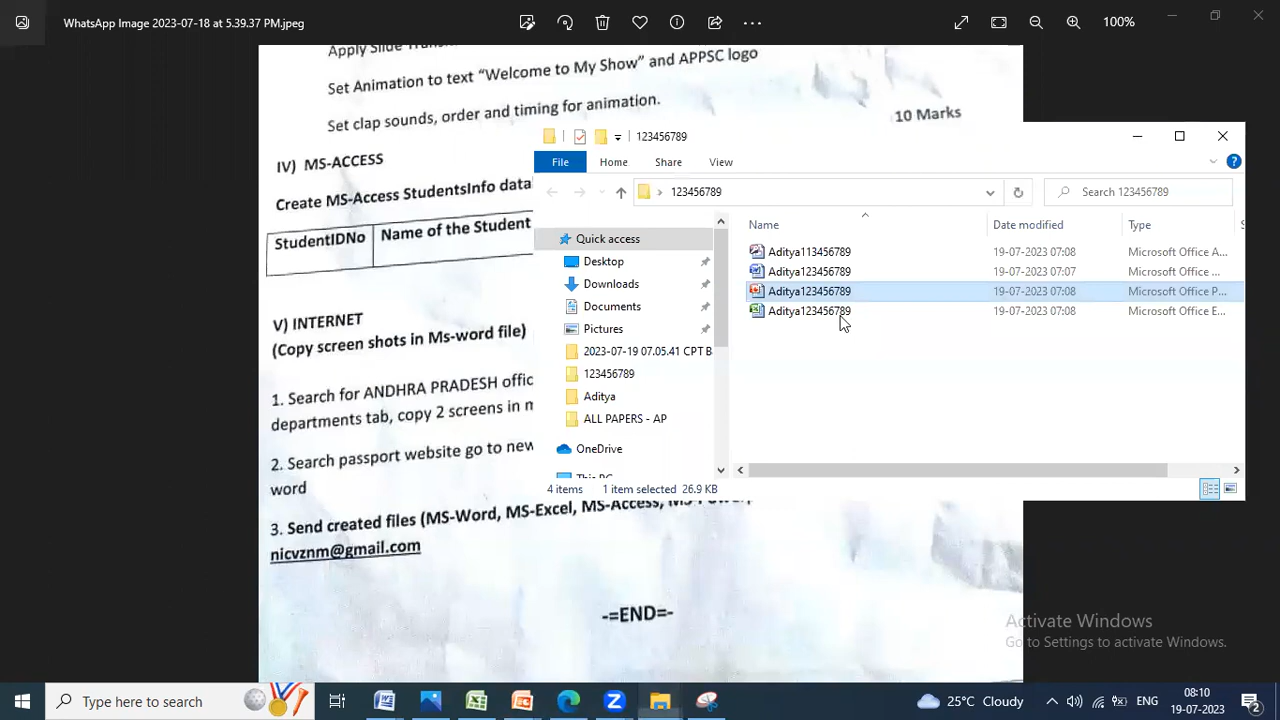 WhatsApp Image 2023-07-18 at 5.39.37 PM.jpeg
100%
Apply Slide
Set Animation to text “Welcome to My Show” and APPSC logo
Set clap sounds, order and timing for animation.
10 Marks
IV) MS-ACCESS
Create MS-Access StudentsInfo
StudentIDNo Name of the Student
V) INTERNET
(Copy screen shots in Ms-word file)
1. Search for ANDHRA PRADESH
departments tab, copy 2 screens in
2. Search passport website go to new
word
3. Send created files (MS-Word, MS-Excel, MS-Access,
nicvznm@gmail.com
-=END=-
123456789
File Home Share View
123456789
Search 123456789
Quick access
Desktop
Downloads
Documents
Pictures
2023-07-19 07.05.41 CPT B
123456789
Aditya
ALL PAPERS - AP
OneDrive
Name Date modified Type S
Aditya113456789 19-07-2023 07:08 Microsoft Office A...
Aditya123456789 19-07-2023 07:07 Microsoft Office ...
Aditya123456789 19-07-2023 07:08 Microsoft Office P...
Aditya123456789 19-07-2023 07:08 Microsoft Office E...
4 items 1 item selected 26.9 KB
Activate Windows
Go to Settings to activate Windows.
Type here to search
25°C Cloudy
ENG
08:10
19-07-2023
2